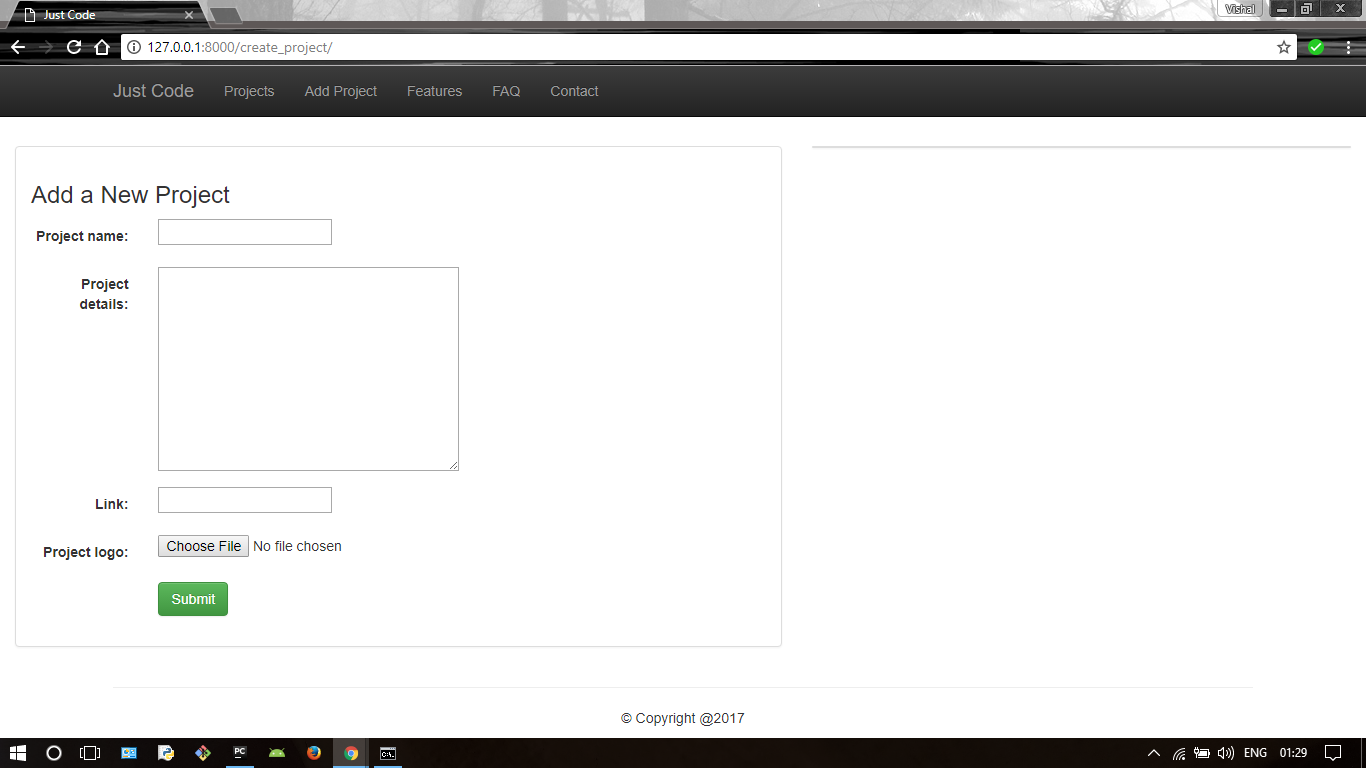 Just Code
Vishal
127.0.0.1:8000/create_project/
Just Code Projects Add Project Features FAQ Contact
Add a New Project
Project name:
Project
details:
Link:
Project logo: Choose File No file chosen
Submit
© Copyright @2017
PC
C:\.
ENG 01:29